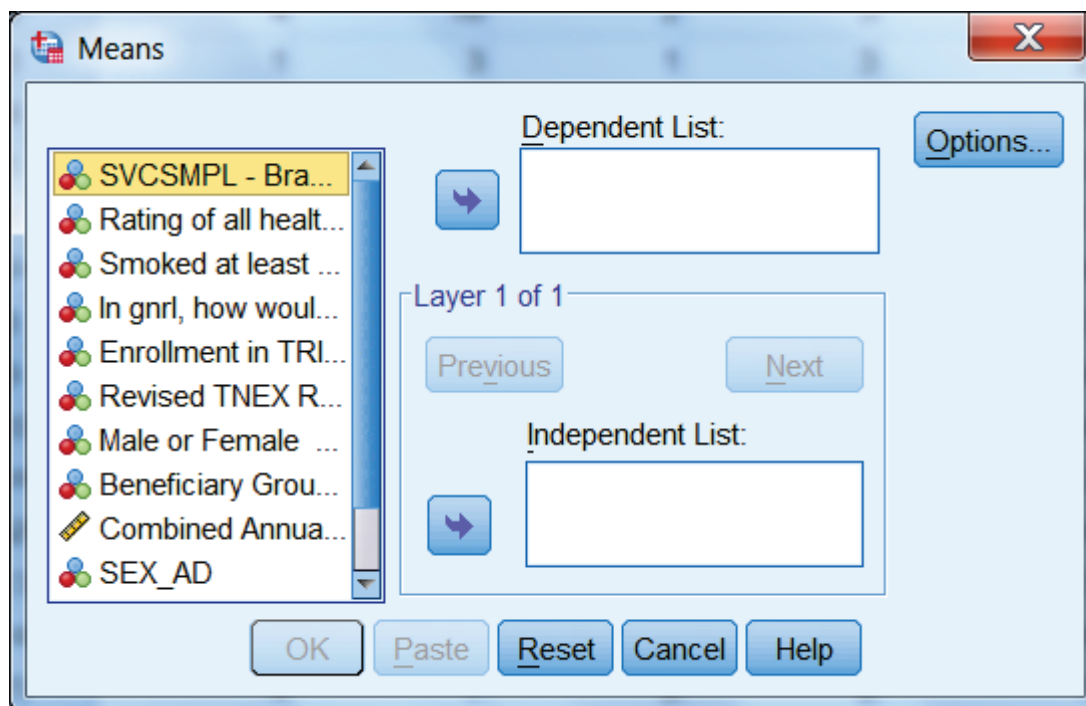 Means
X
SVCSMPL - Bra...
Rating of all healt...
Smoked at least ...
In gnrl, how woul...
Enrollment in TRI...
Revised TNEX R...
Male or Female ...
Beneficiary Grou...
Combined Annua...
SEX_AD
Dependent List:
Options...
Layer 1 of 1
Previous
Next
Independent List:
OK
Paste
Reset
Cancel
Help